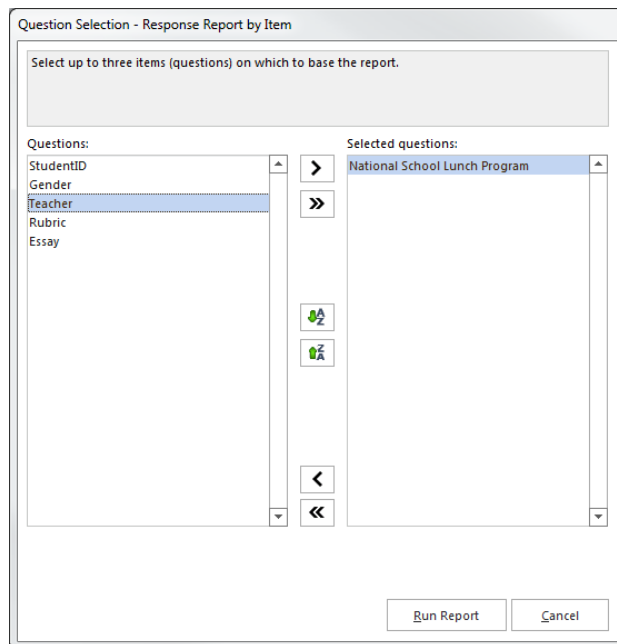 Question Selection - Response Report by Item
Select up to three items (questions) on which to base the report.
Questions:
StudentID
Gender
Teacher
Rubric
Essay
A
Z
Z
A
Selected questions:
National School Lunch Program
Run Report
Cancel